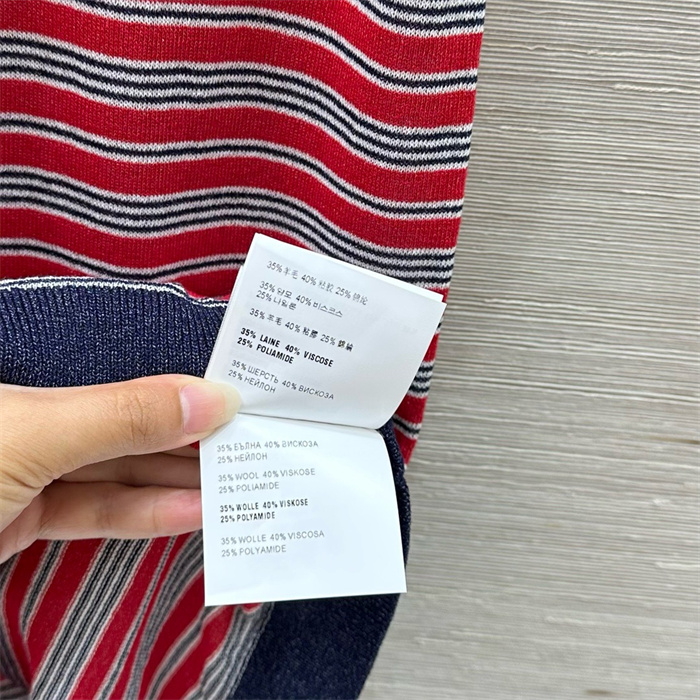 35%羊毛 40%粘胶 25%锦纶
35% 양모 40% 비스코스
25% 나일론
35% 羊毛 40% 粘膠 25% 錦綸
35% LAINE 40% VISCOSE
25% POLIAMIDE
35% ШЕРСТЬ 40% ВИСКОЗА
25% НЕЙЛОН
35% БЪЛНА 40% ВИСКОЗА
25% НЕЙЛОН
35% WOOL 40% VISKOSE
25% POLIAMIDE
35% WOLLE 40% VISKOSE
25% POLYAMIDE
35% WOLLE 40% VISCOSA
25% POLYAMIDE